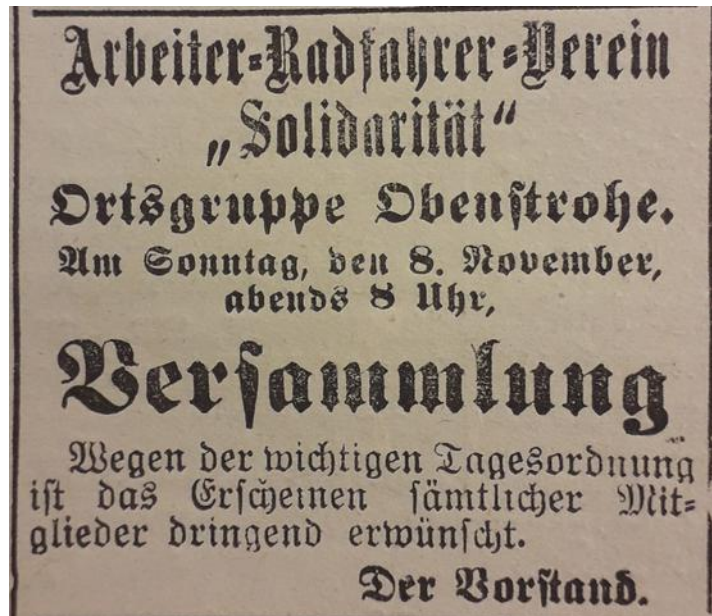 Arbeiter=Radfahrer=Verein
„Solidarität“
Ortsgruppe Obenstrohe.
Am Sonntag, den 8. November,
abends 8 Uhr,
Versammlung
Wegen der wichtigen Tagesordnung
ist das Erscheinen sämtlicher Mit=
glieder dringend erwünscht.
Der Vorstand.